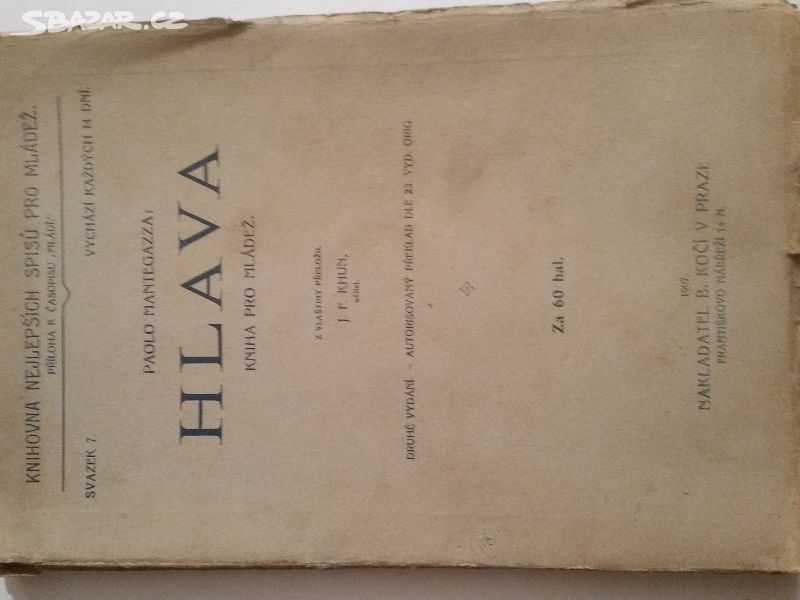 SBAZAR.CZ
KNIHOVNA NEJLEPŠÍCH SPISŮ PRO MLÁDEŽ.
PŘÍLOHA K ČASOPISU „MLÁDÍ“
SVAZEK 7. VYCHÁZÍ KAŽDÝCH 14 DNÍ.
PAOLO MANTEGAZZA:
HLAVA
KNIHA PRO MLÁDEŽ.
Z VLAŠTINY PŘELOŽIL
J. F. KHUN,
učitel.
DRUHÉ VYDÁNÍ — AUTORISOVANÝ PŘEKLAD DLE 23. VYD. ORIG.
Za 60 hal.
NAKLADATEL B. KOČÍ V PRAZE
FRANTIŠKOVO NÁBŘEŽÍ 14 N.